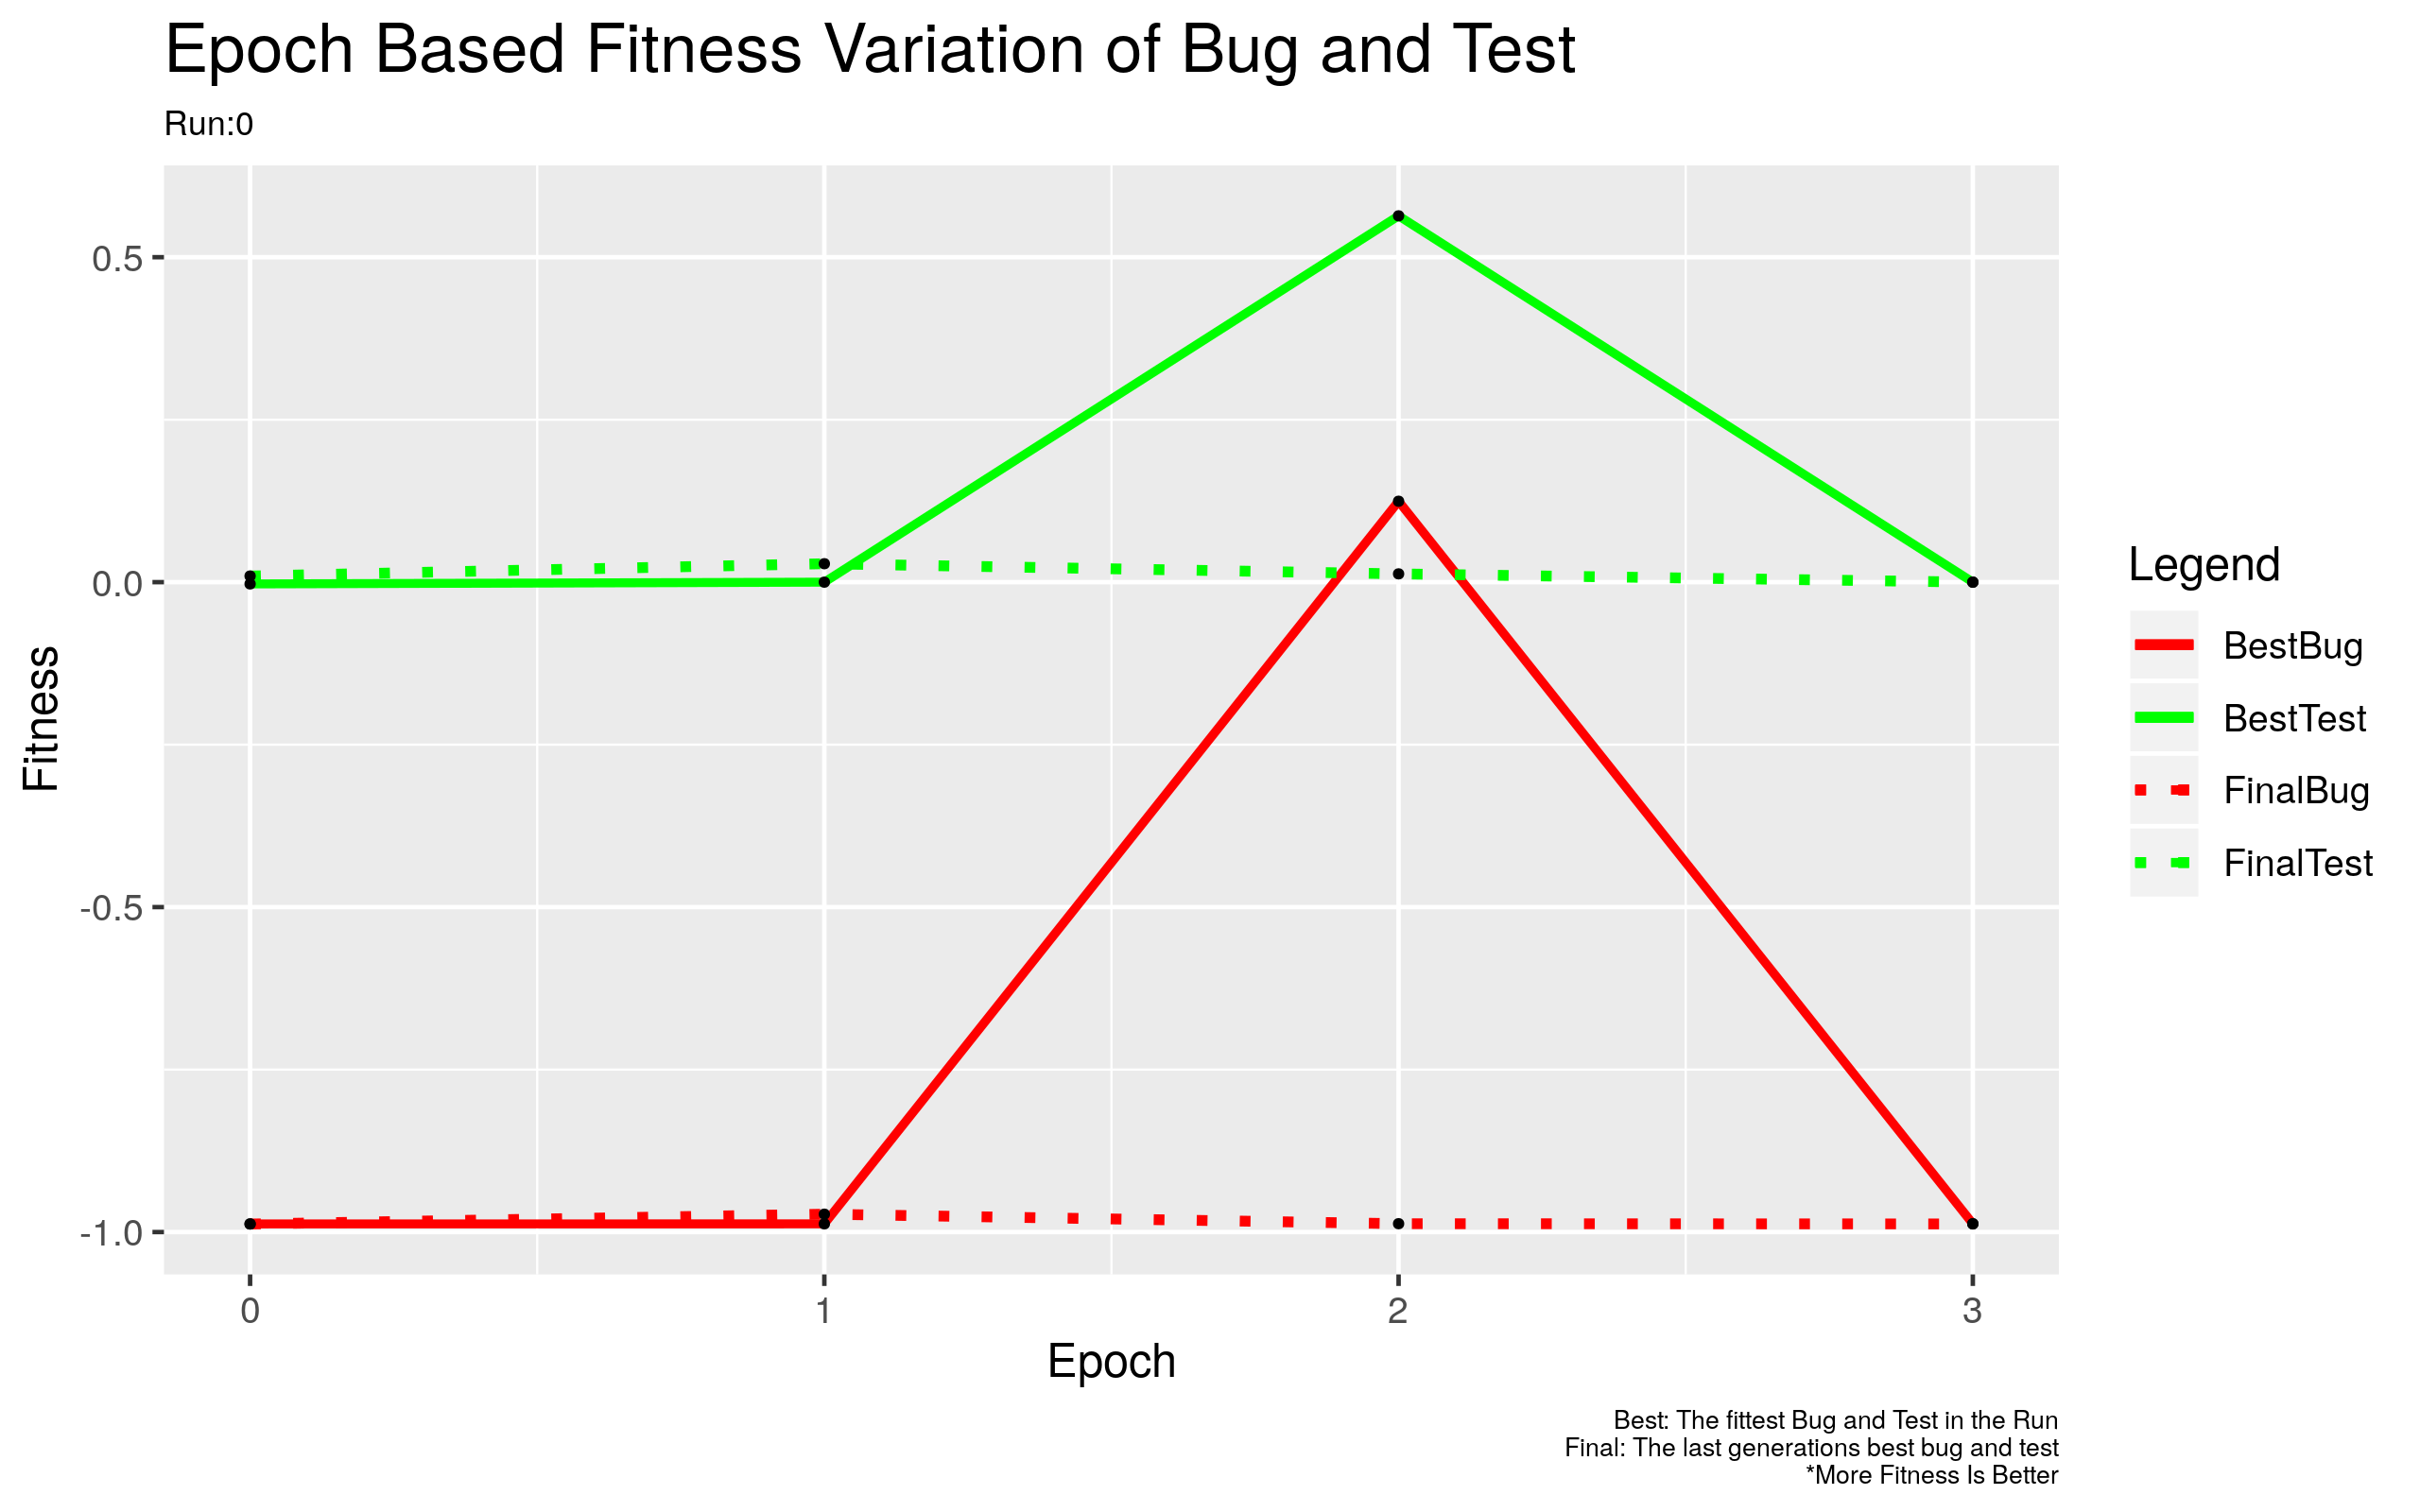 Epoch Based Fitness Variation of Bug and Test
Run:0
0.5
0.0
-0.5
-1.0
Fitness
0
1
2
3
Epoch
Legend
BestBug
BestTest
FinalBug
FinalTest
Best: The fittest Bug and Test in the Run
Final: The last generations best bug and test
*More Fitness Is Better